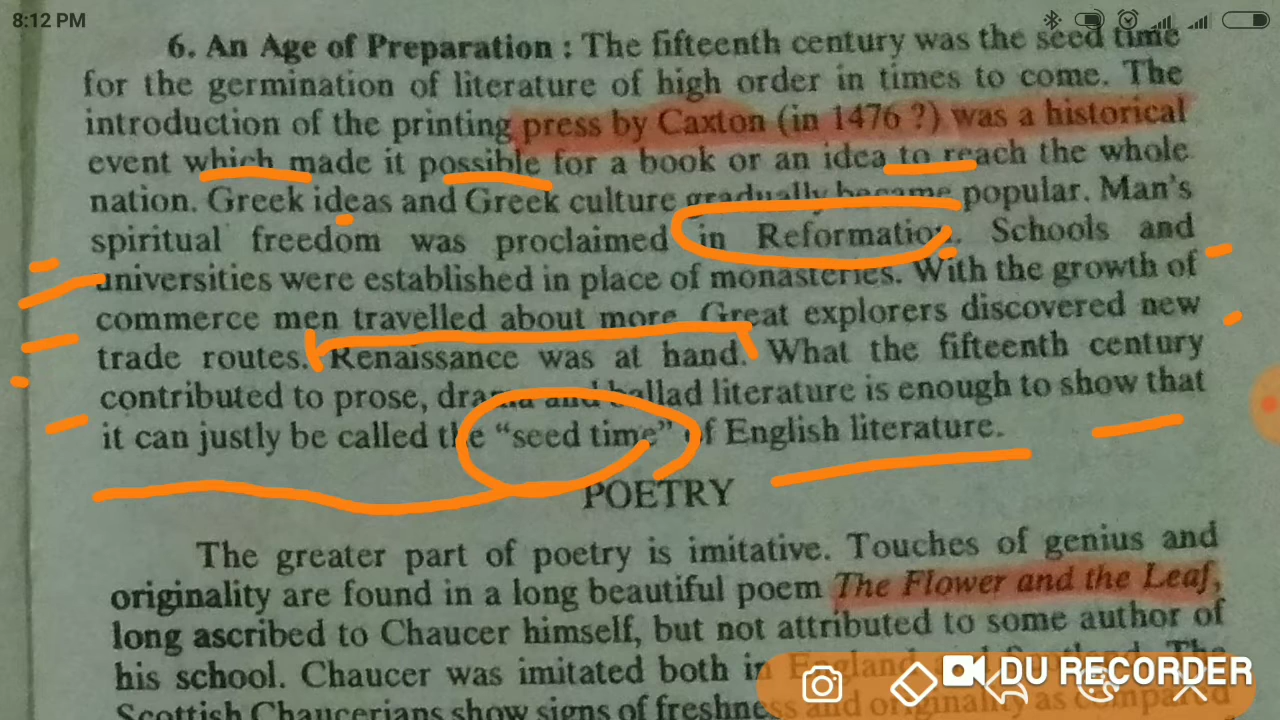 8:12 PM
6. An Age of Preparation : The fifteenth century was the seed time
for the germination of literature of high order in times to come. The
introduction of the printing press by Caxton (in 1476 ?) was a historical
event which made it possible for a book or an idea to reach the whole
nation. Greek ideas and Greek culture gradually became popular. Man's
spiritual freedom was proclaimed in Reformation. Schools and
universities were established in place of monasteries. With the growth of
commerce men travelled about more. Great explorers discovered new
trade routes. Renaissance was at hand. What the fifteenth century
contributed to prose, drama and ballad literature is enough to show that
it can justly be called the "seed time" of English literature.
POETRY
The greater part of poetry is imitative. Touches of genius and
originality are found in a long beautiful poem The Flower and the Leaf,
long ascribed to Chaucer himself, but not attributed to some author of
his school. Chaucer was imitated both in England and Scotland. The
Scottish Chaucerians show signs of freshness and originality as compared
DU RECORDER